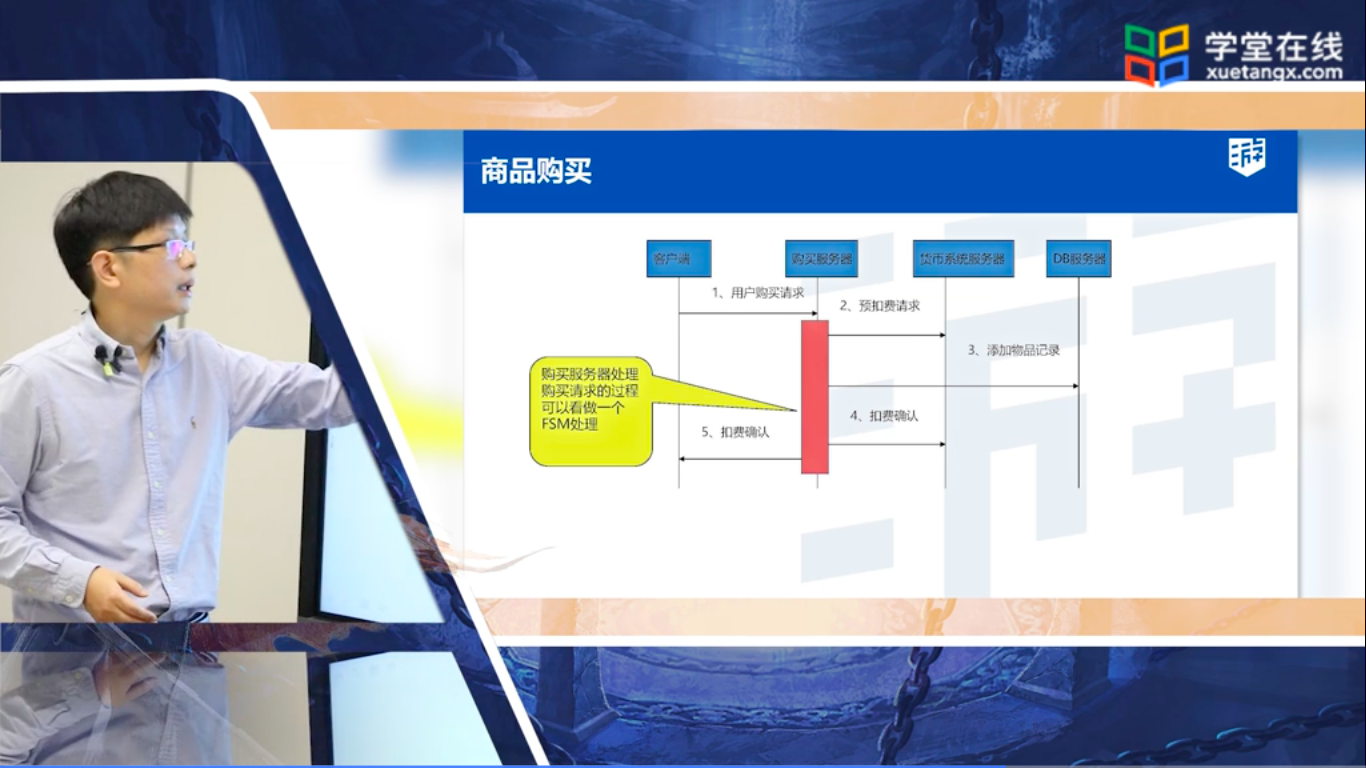 学堂在线
xuetangx.com
商品购买
客户端
购买服务器
货币系统服务器
DB服务器
1、用户购买请求
2、预扣费请求
3、添加物品记录
购买服务器处理
购买请求的过程
可以看做一个
FSM处理
4、扣费确认
5、扣费确认